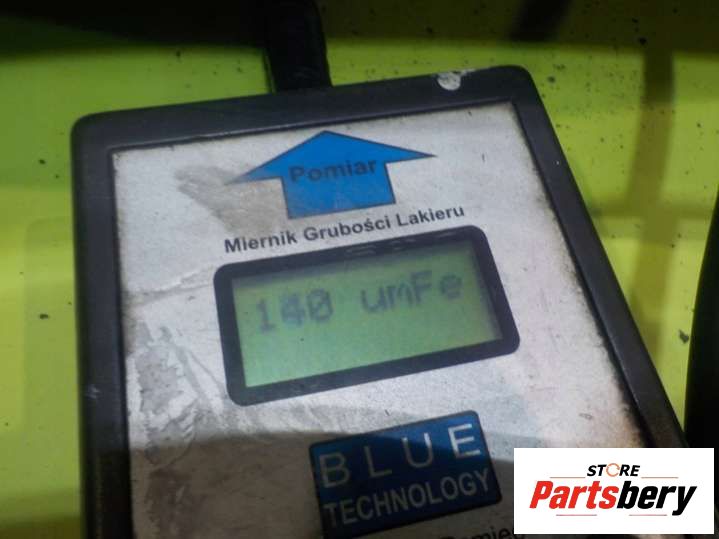 Pomiar
Miernik Grubości Lakieru
140 umFe
BLUE
TECHNOLOGY
STORE
Partsbery